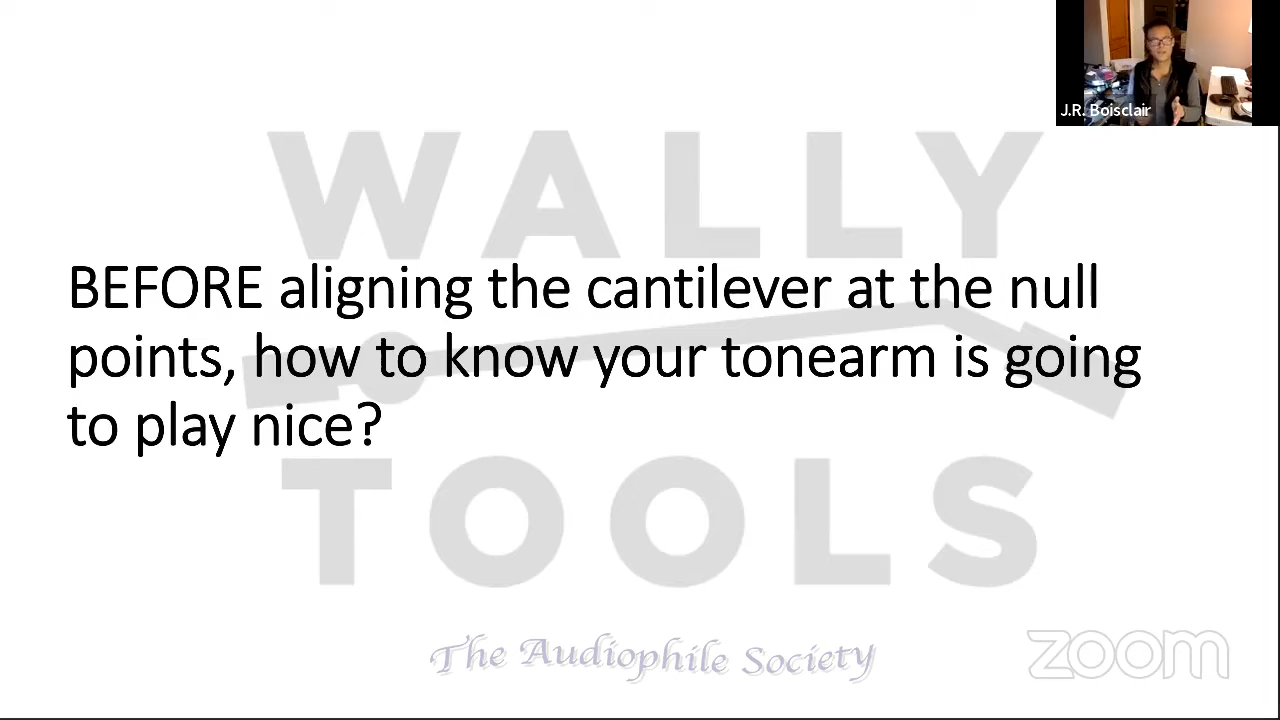 J.R. Boisclair
WALLY
BEFORE aligning the cantilever at the null
points, how to know your tonearm is going
to play nice?
TOOLS
The Audiophile Society
zoom